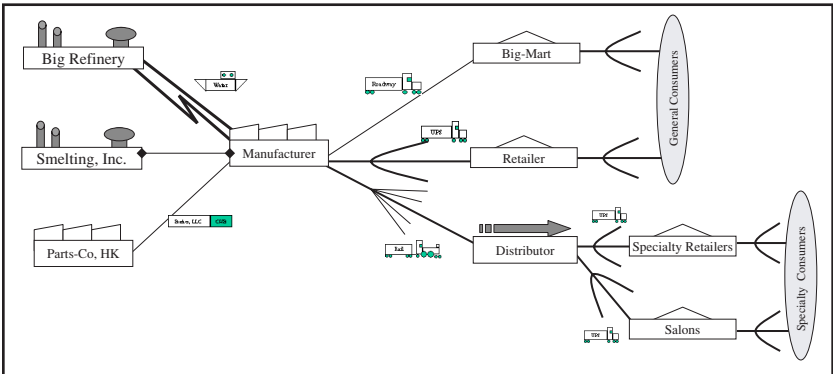 Big Refinery
Water
Smelting, Inc.
Manufacturer
Parts-Co, HK
Roadway
UPS
Rail
Big-Mart
Retailer
Distributor
UPS
UPS
Specialty Retailers
Salons
General Consumers
Specialty Consumers